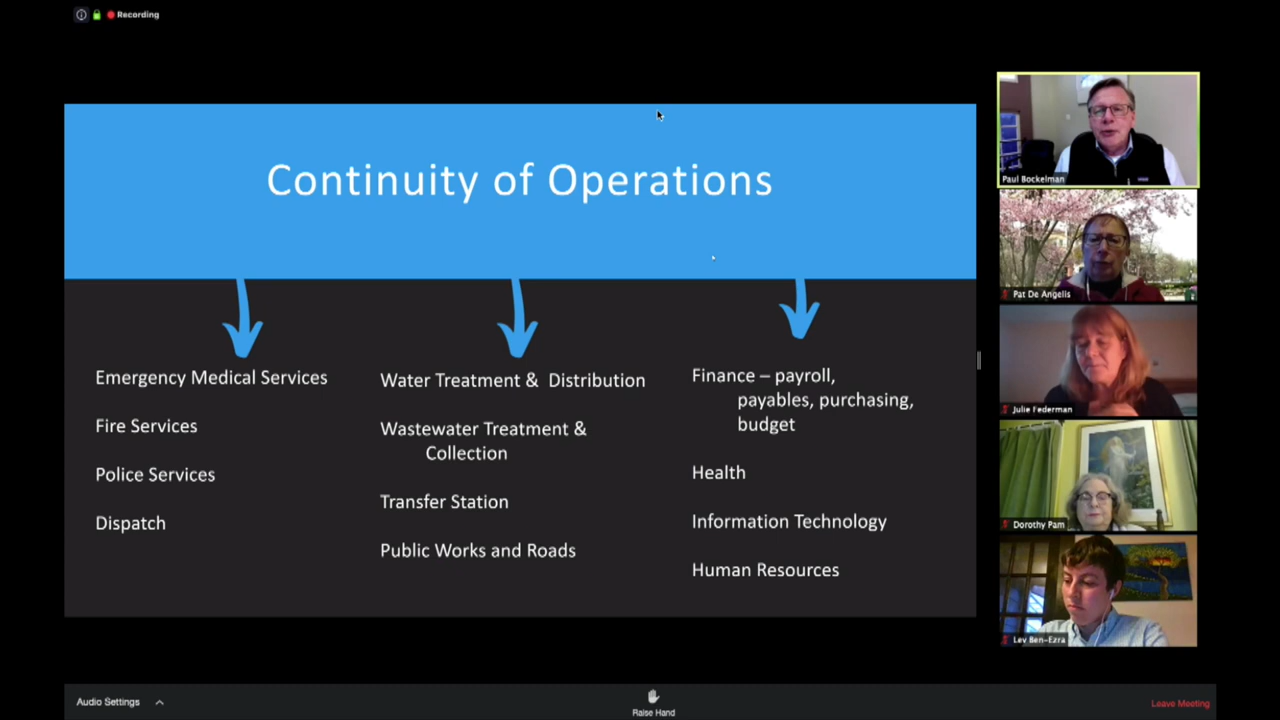 Recording
Continuity of Operations
Emergency Medical Services
Fire Services
Police Services
Dispatch
Water Treatment & Distribution
Wastewater Treatment &
Collection
Transfer Station
Public Works and Roads
Finance – payroll,
payables, purchasing,
budget
Health
Information Technology
Human Resources
Paul Bockelman
Pat De Angelis
Julie Federman
Dorothy Pam
Lev Ben-Ezra
Audio Settings
Raise Hand
Leave Meeting